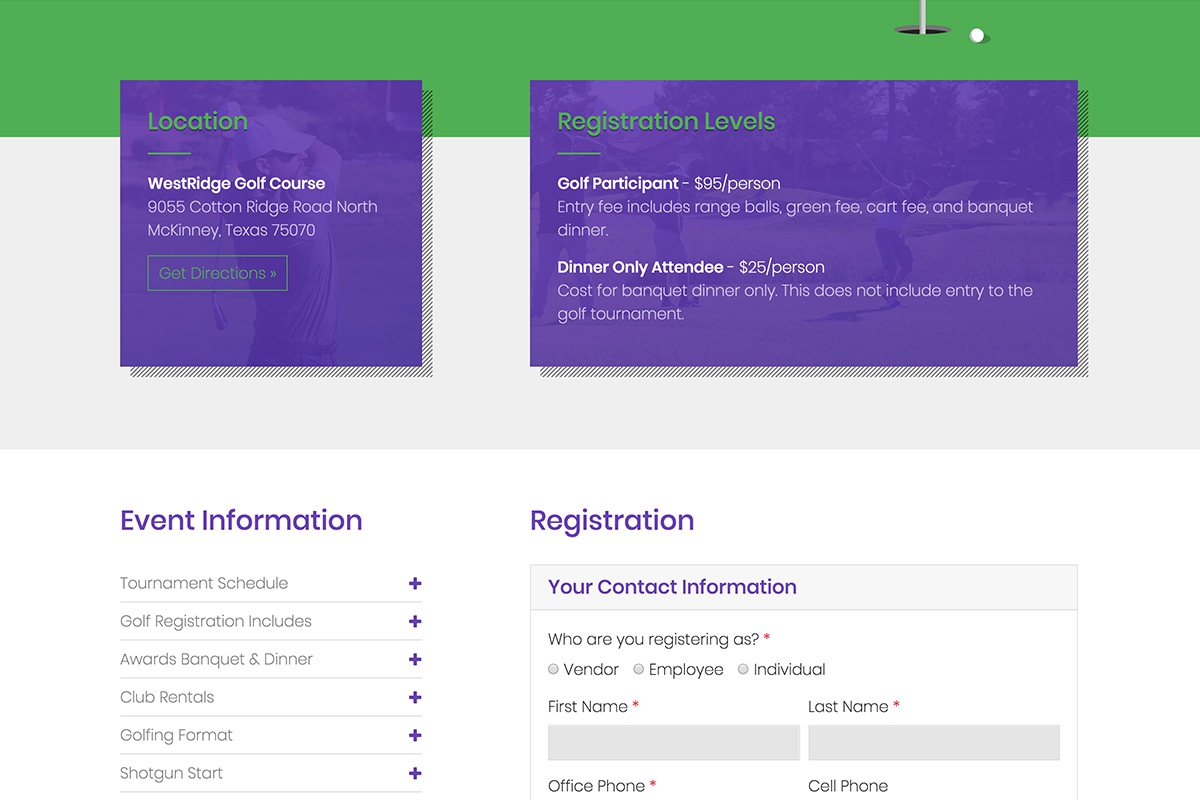 Location
WestRidge Golf Course
9055 Cotton Ridge Road North
McKinney, Texas 75070
Get Directions »
Registration Levels
Golf Participant - $95/person
Entry fee includes range balls, green fee, cart fee, and banquet
dinner.
Dinner Only Attendee - $25/person
Cost for banquet dinner only. This does not include entry to the
golf tournament.
Event Information
Tournament Schedule
Golf Registration Includes
Awards Banquet & Dinner
Club Rentals
Golfing Format
Shotgun Start
Registration
Your Contact Information
Who are you registering as? *
Vendor Employee Individual
First Name * Last Name *
Office Phone * Cell Phone